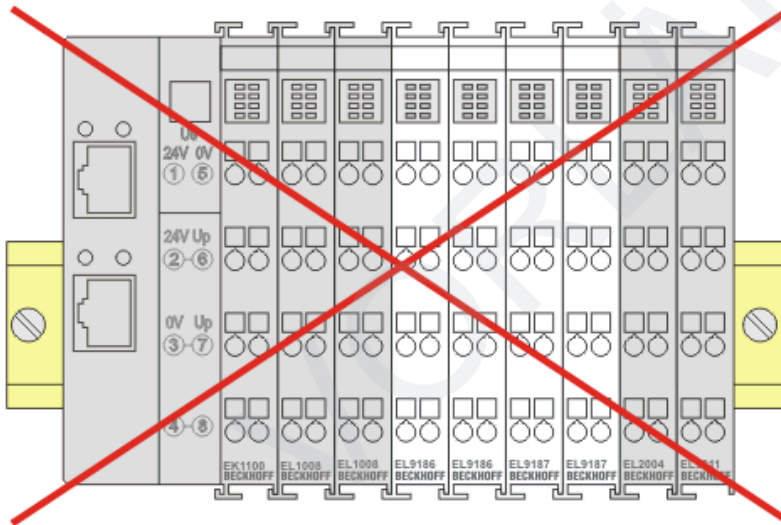 24V 0V
1 5
24V Up
2 6
0V Up
3 7
4 8
EK1100 EL1008 EL1008 EL9186 EL9186 EL9187 EL9187 EL2004
BECKHOFF BECKHOFF BECKHOFF BECKHOFF BECKHOFF BECKHOFF BECKHOFF BECKHOFF BECKHOFF